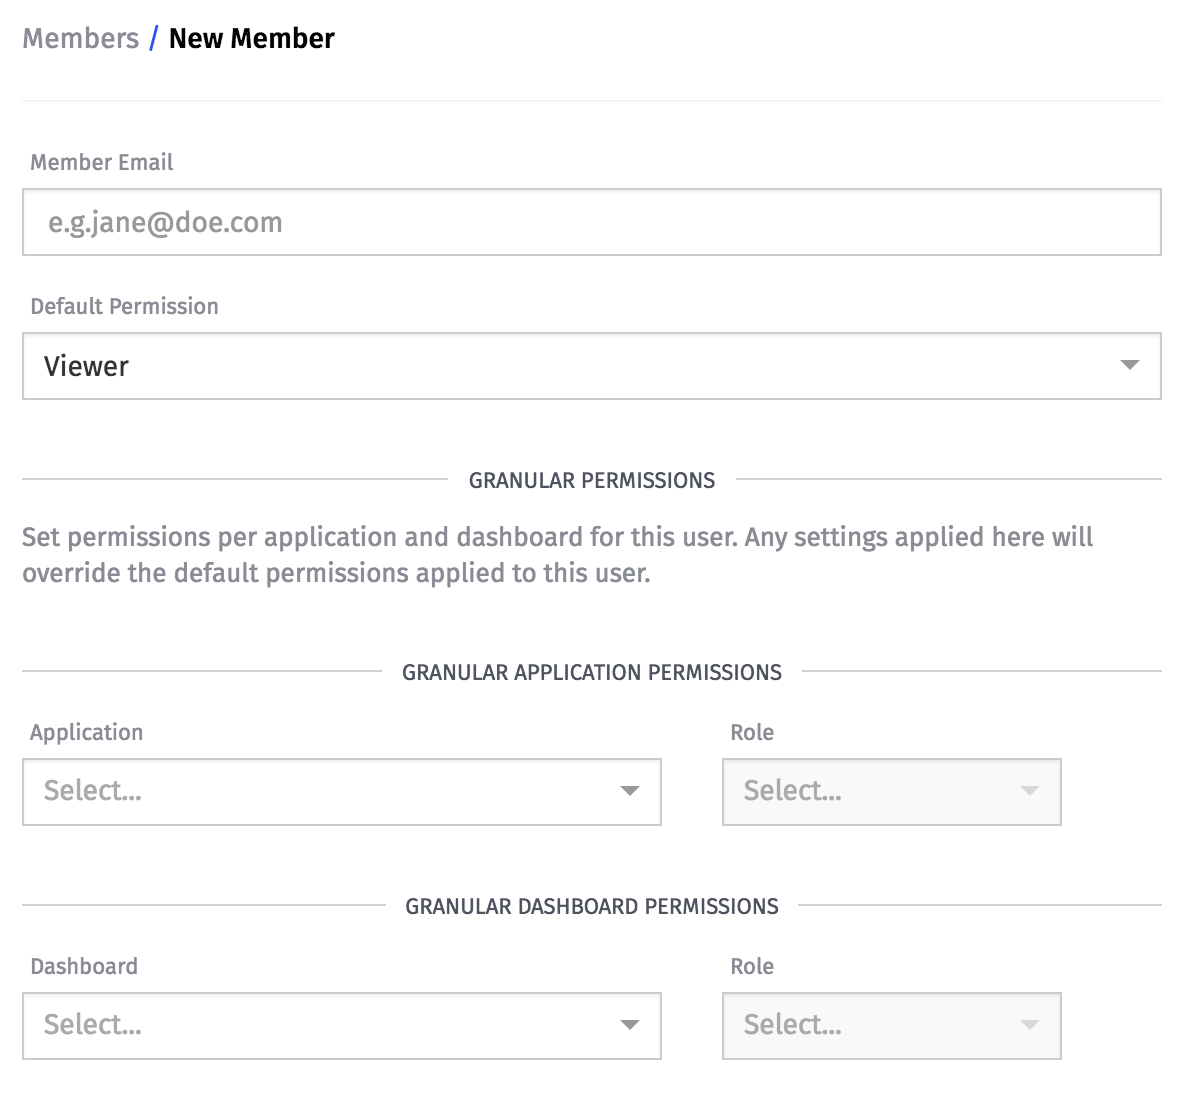 Members / New Member
Member Email
e.g.jane@doe.com
Default Permission
Viewer
GRANULAR PERMISSIONS
Set permissions per application and dashboard for this user. Any settings applied here will
override the default permissions applied to this user.
GRANULAR APPLICATION PERMISSIONS
Application Role
Select... Select...
GRANULAR DASHBOARD PERMISSIONS
Dashboard Role
Select... Select...